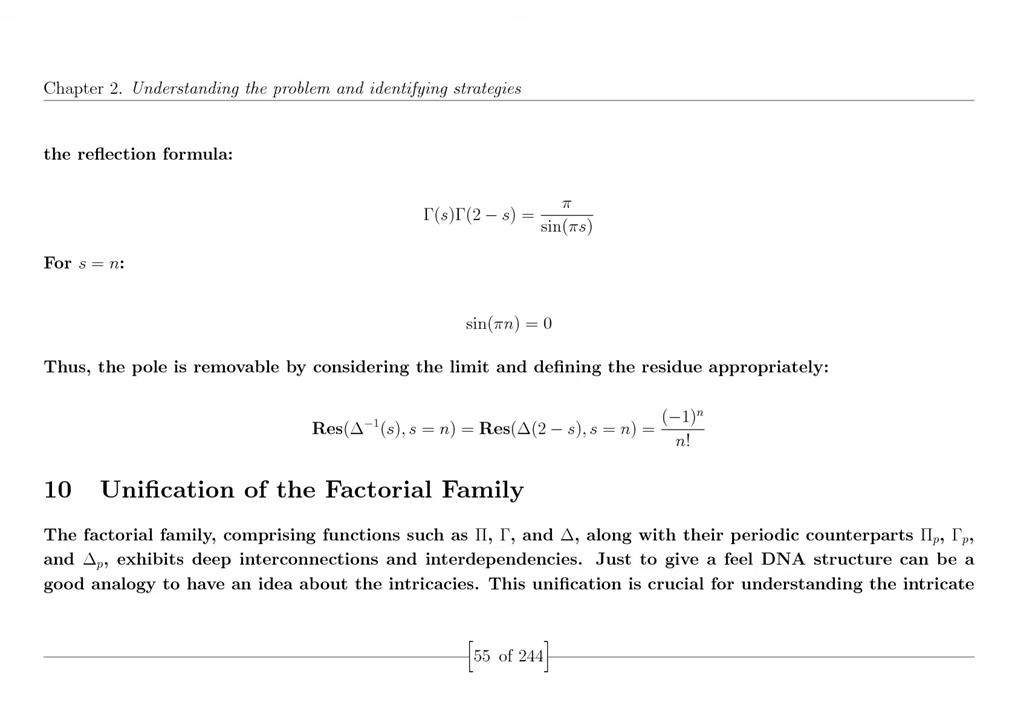 Chapter 2. Understanding the problem and identifying strategies
the reflection formula:
Γ(s)Γ(2 − s) = π / sin(πs)
For s = n:
sin(πn) = 0
Thus, the pole is removable by considering the limit and defining the residue appropriately:
Res(Δ⁻¹(s), s = n) = Res(Δ(2 − s), s = n) = (−1)ⁿ / n!
10 Unification of the Factorial Family
The factorial family, comprising functions such as Π, Γ, and Δ, along with their periodic counterparts Πₚ, Γₚ,
and Δₚ, exhibits deep interconnections and interdependencies. Just to give a feel DNA structure can be a
good analogy to have an idea about the intricacies. This unification is crucial for understanding the intricate
[55 of 244]